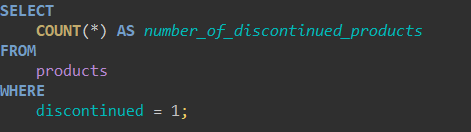 SELECT
    COUNT(*) AS number_of_discontinued_products
FROM
    products
WHERE
    discontinued = 1;